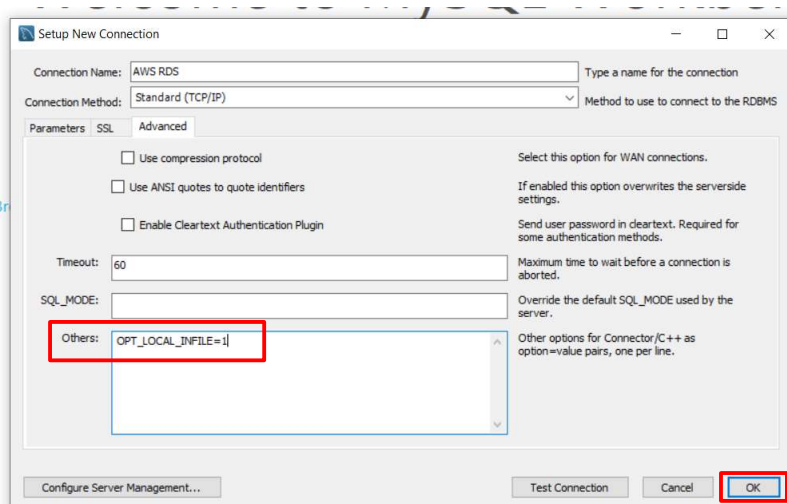 Welcome to MySQL Workben
Setup New Connection
Connection Name: AWS RDS Type a name for the connection
Connection Method: Standard (TCP/IP) Method to use to connect to the RDBMS
Parameters SSL Advanced
Use compression protocol Select this option for WAN connections.
Use ANSI quotes to quote identifiers If enabled this option overwrites the serverside
settings.
Enable Cleartext Authentication Plugin Send user password in cleartext. Required for
some authentication methods.
Timeout: 60 Maximum time to wait before a connection is
aborted.
SQL_MODE: Override the default SQL_MODE used by the
server.
Others: OPT_LOCAL_INFILE=1 Other options for Connector/C++ as
option=value pairs, one per line.
Configure Server Management... Test Connection Cancel OK